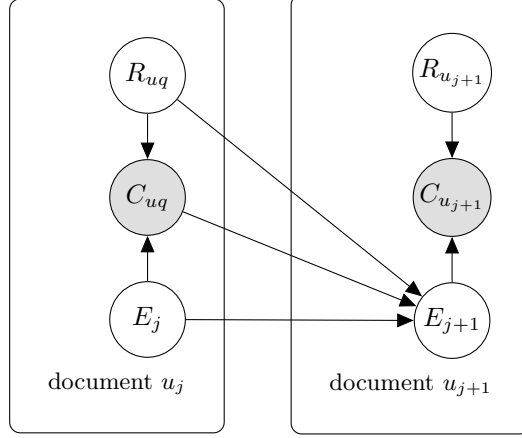 R_{uq}
C_{uq}
E_j
document u_j
R_{u_{j+1}}
C_{u_{j+1}}
E_{j+1}
document u_{j+1}